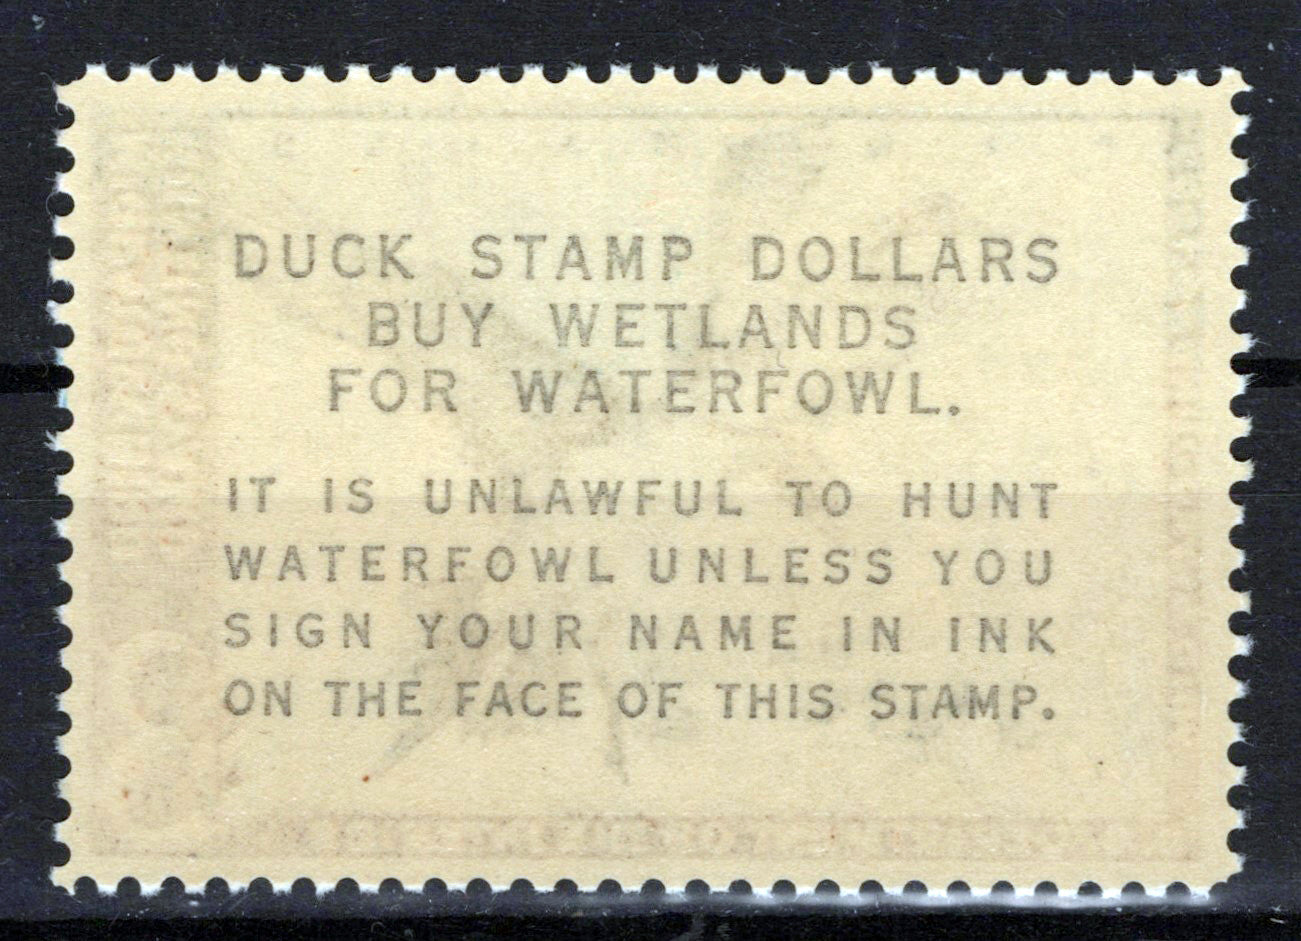 DUCK STAMP DOLLARS
BUY WETLANDS
FOR WATERFOWL.
IT IS UNLAWFUL TO HUNT
WATERFOWL UNLESS YOU
SIGN YOUR NAME IN INK
ON THE FACE OF THIS STAMP.